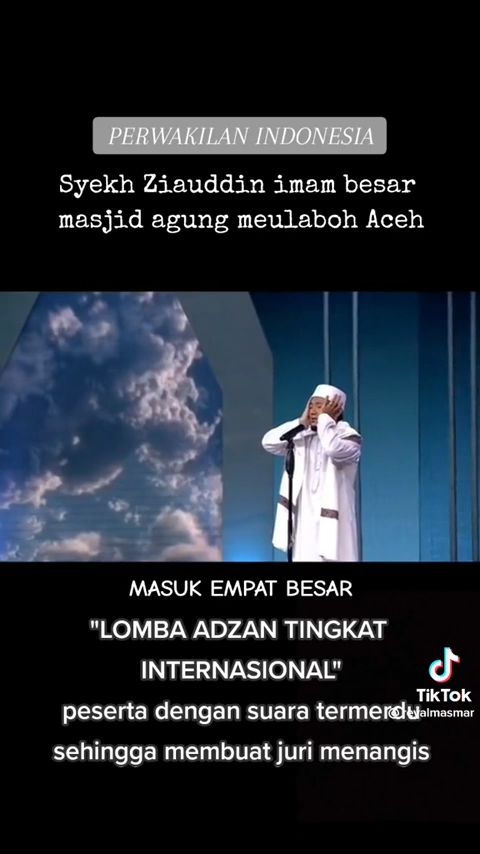 PERWAKILAN INDONESIA
Syekh Ziauddin imam besar
masjid agung meulaboh Aceh
MASUK EMPAT BESAR
"LOMBA ADZAN TINGKAT
INTERNASIONAL"
peserta dengan suara termerdu
sehingga membuat juri menangis
TikTok